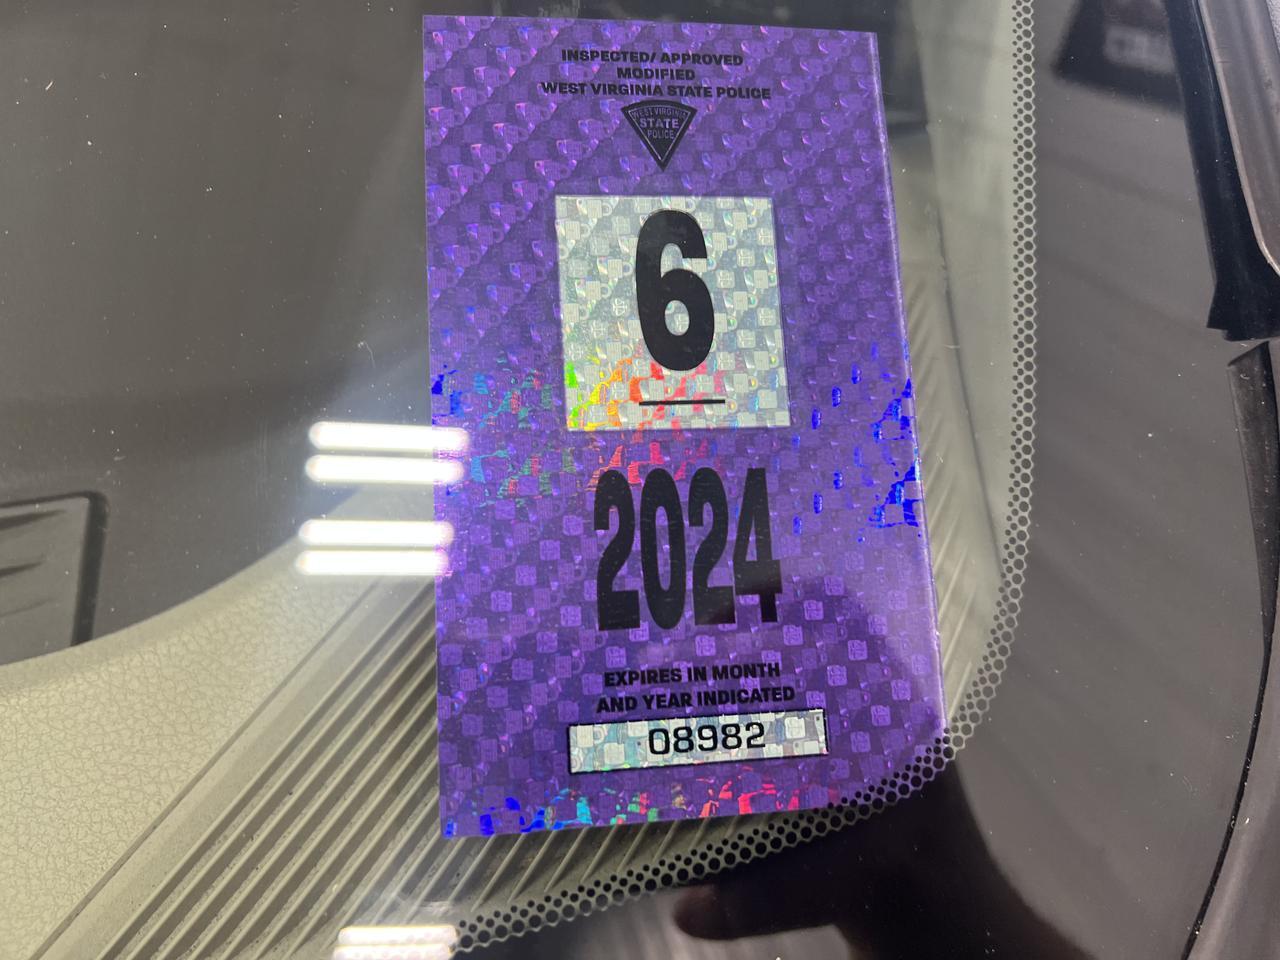 INSPECTED/ APPROVED
MODIFIED
WEST VIRGINIA STATE POLICE
WEST VIRGINIA
STATE
POLICE
6
2024
EXPIRES IN MONTH
AND YEAR INDICATED
08982